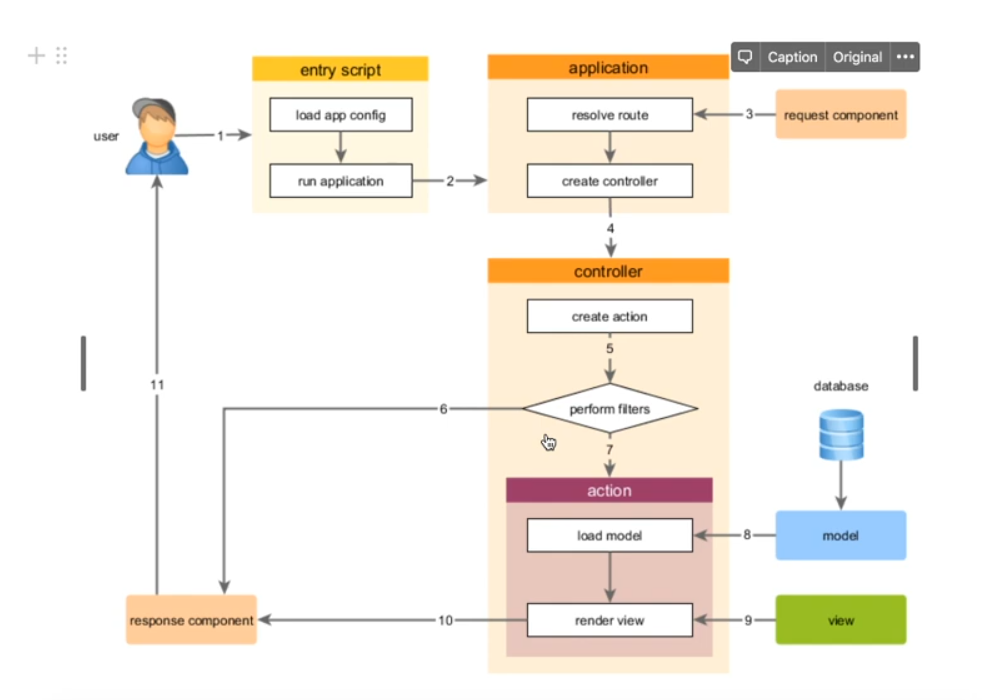 Caption Original
entry script
application
load app config
resolve route
3
request component
user
1
run application
2
create controller
4
controller
create action
5
11
database
6
perform filters
7
action
load model
8
model
response component
10
render view
9
view